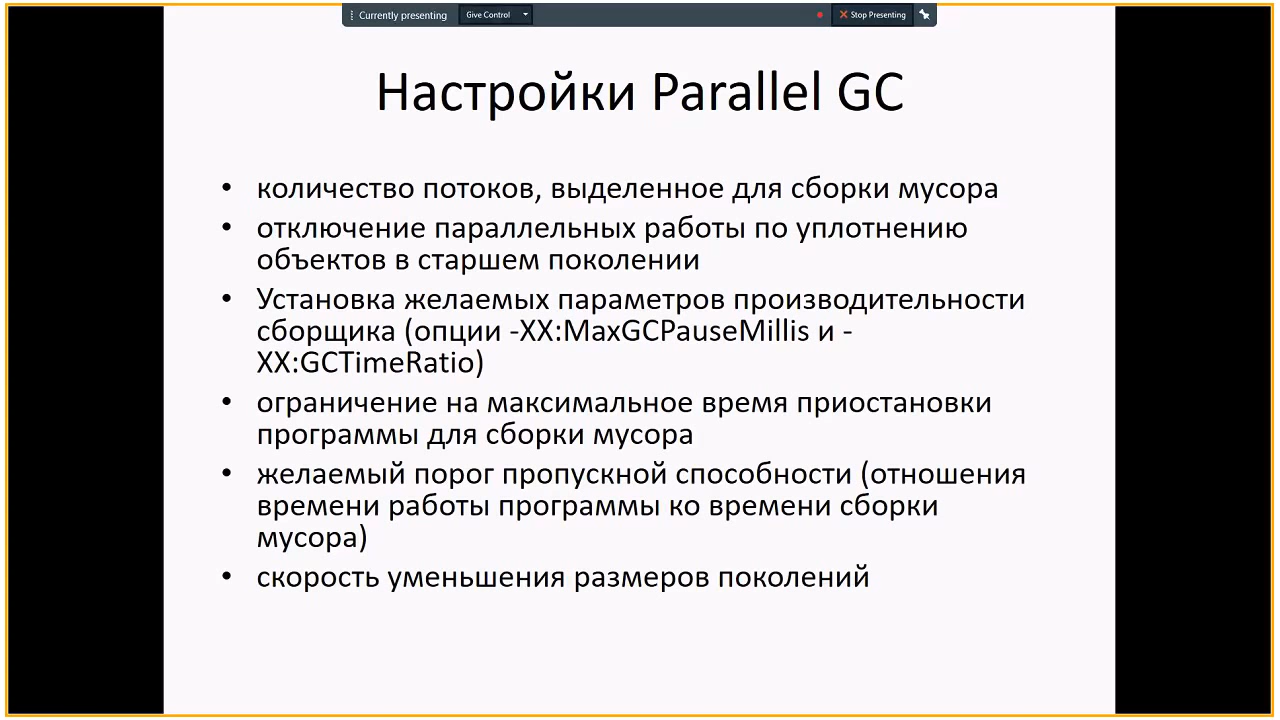 Currently presenting Give Control Stop Presenting
Настройки Parallel GC
• количество потоков, выделенное для сборки мусора
• отключение параллельных работы по уплотнению
объектов в старшем поколении
• Установка желаемых параметров производительности
сборщика (опции -XX:MaxGCPauseMillis и -
XX:GCTimeRatio)
• ограничение на максимальное время приостановки
программы для сборки мусора
• желаемый порог пропускной способности (отношения
времени работы программы ко времени сборки
мусора)
• скорость уменьшения размеров поколений